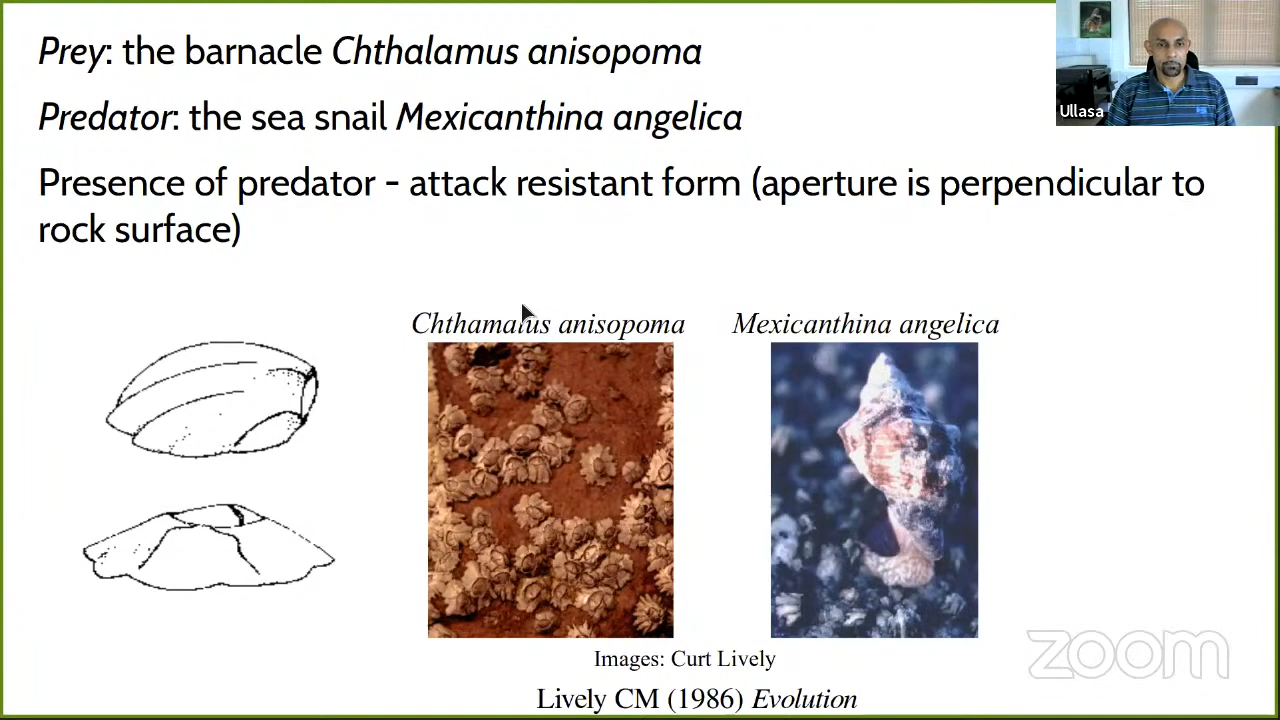 Prey: the barnacle Chthalamus anisopoma
Ullasa
Predator: the sea snail Mexicanthina angelica
Presence of predator - attack resistant form (aperture is perpendicular to
rock surface)
Chthamalus anisopoma
Mexicanthina angelica
Images: Curt Lively
zoom
Lively CM (1986) Evolution